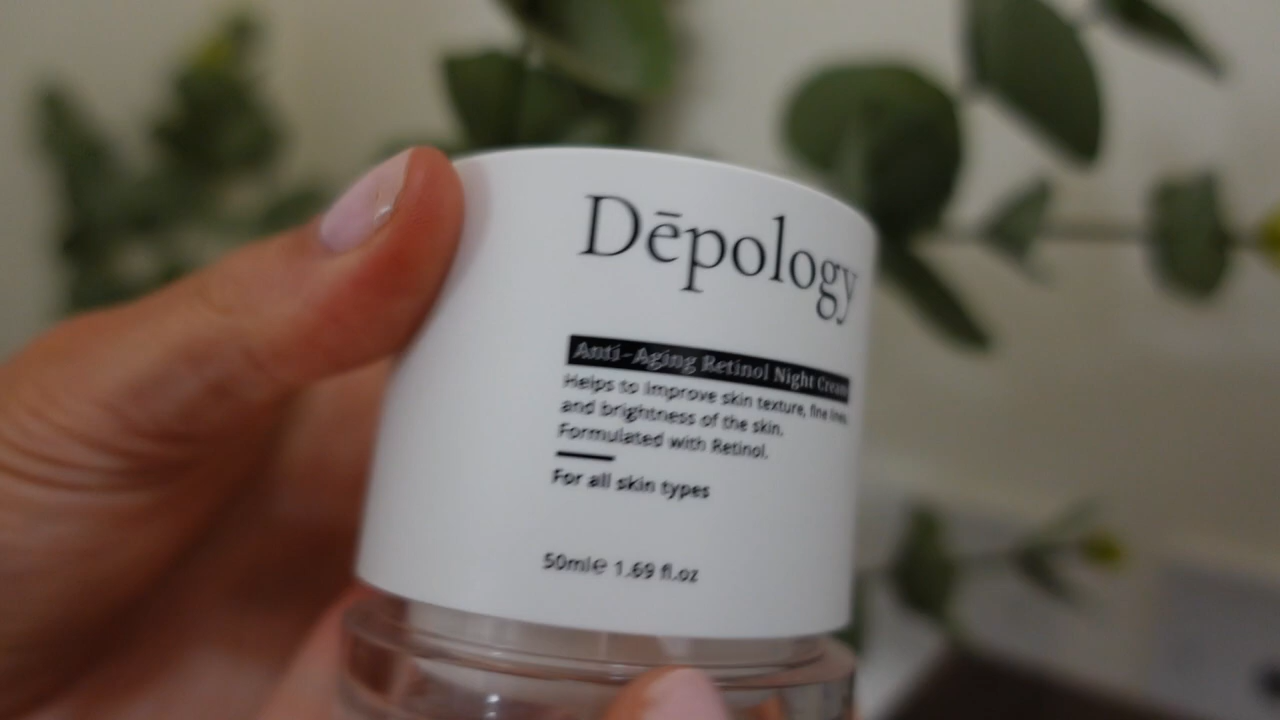 Dēpology
Anti-Aging Retinol Night Cream
Helps to Improve skin texture, fine lines,
and brightness of the skin.
Formulated with Retinol.
For all skin types
50ml℮ 1.69 fl.oz